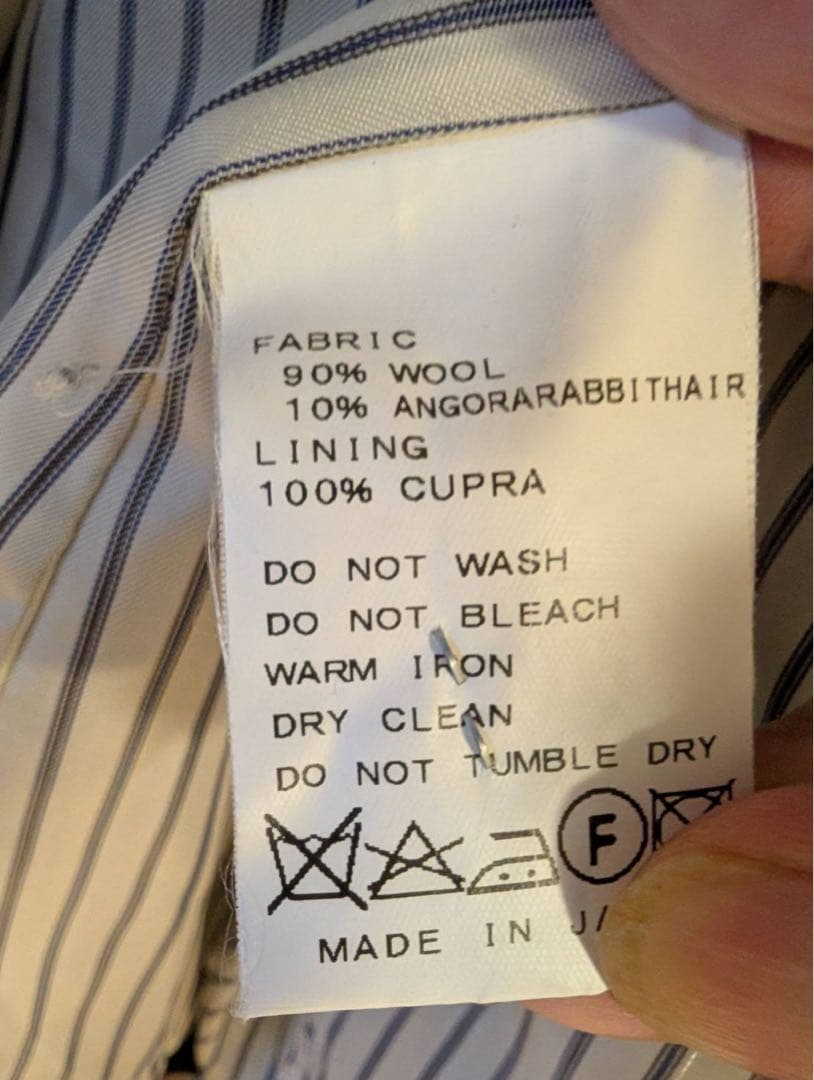 FABRIC
90% WOOL
10% ANGORARABBITHAIR
LINING
100% CUPRA
DO NOT WASH
DO NOT BLEACH
WARM IRON
DRY CLEAN
DO NOT TUMBLE DRY
F
MADE IN